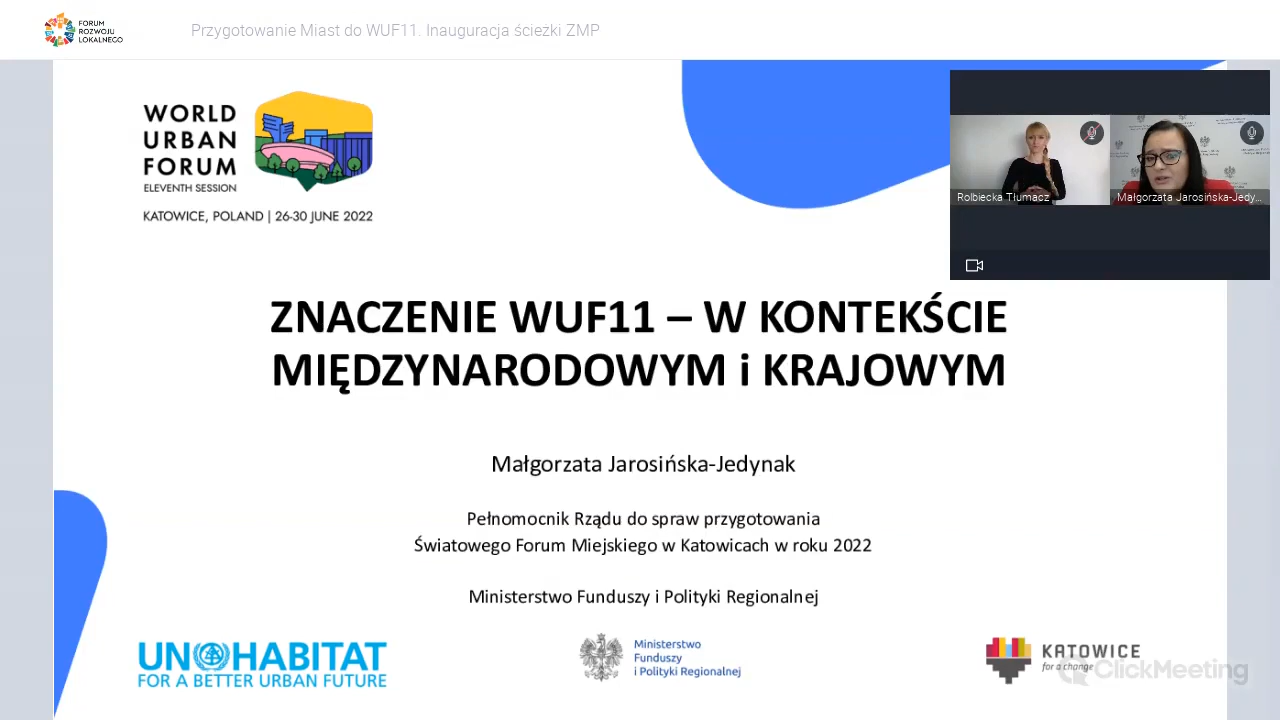 FORUM
ROZWOJU
LOKALNEGO
Przygotowanie Miast do WUF11. Inauguracja ścieżki ZMP
WORLD
URBAN
FORUM
ELEVENTH SESSION
KATOWICE, POLAND | 26-30 JUNE 2022
Rolbiecka Tłumacz
Małgorzata Jarosińska-Jedy...
ZNACZENIE WUF11 – W KONTEKŚCIE
MIĘDZYNARODOWYM i KRAJOWYM
Małgorzata Jarosińska-Jedynak
Pełnomocnik Rządu do spraw przygotowania
Światowego Forum Miejskiego w Katowicach w roku 2022
Ministerstwo Funduszy i Polityki Regionalnej
UN HABITAT
FOR A BETTER URBAN FUTURE
Ministerstwo
Funduszy
i Polityki Regionalnej
KATOWICE
for a change
ClickMeeting